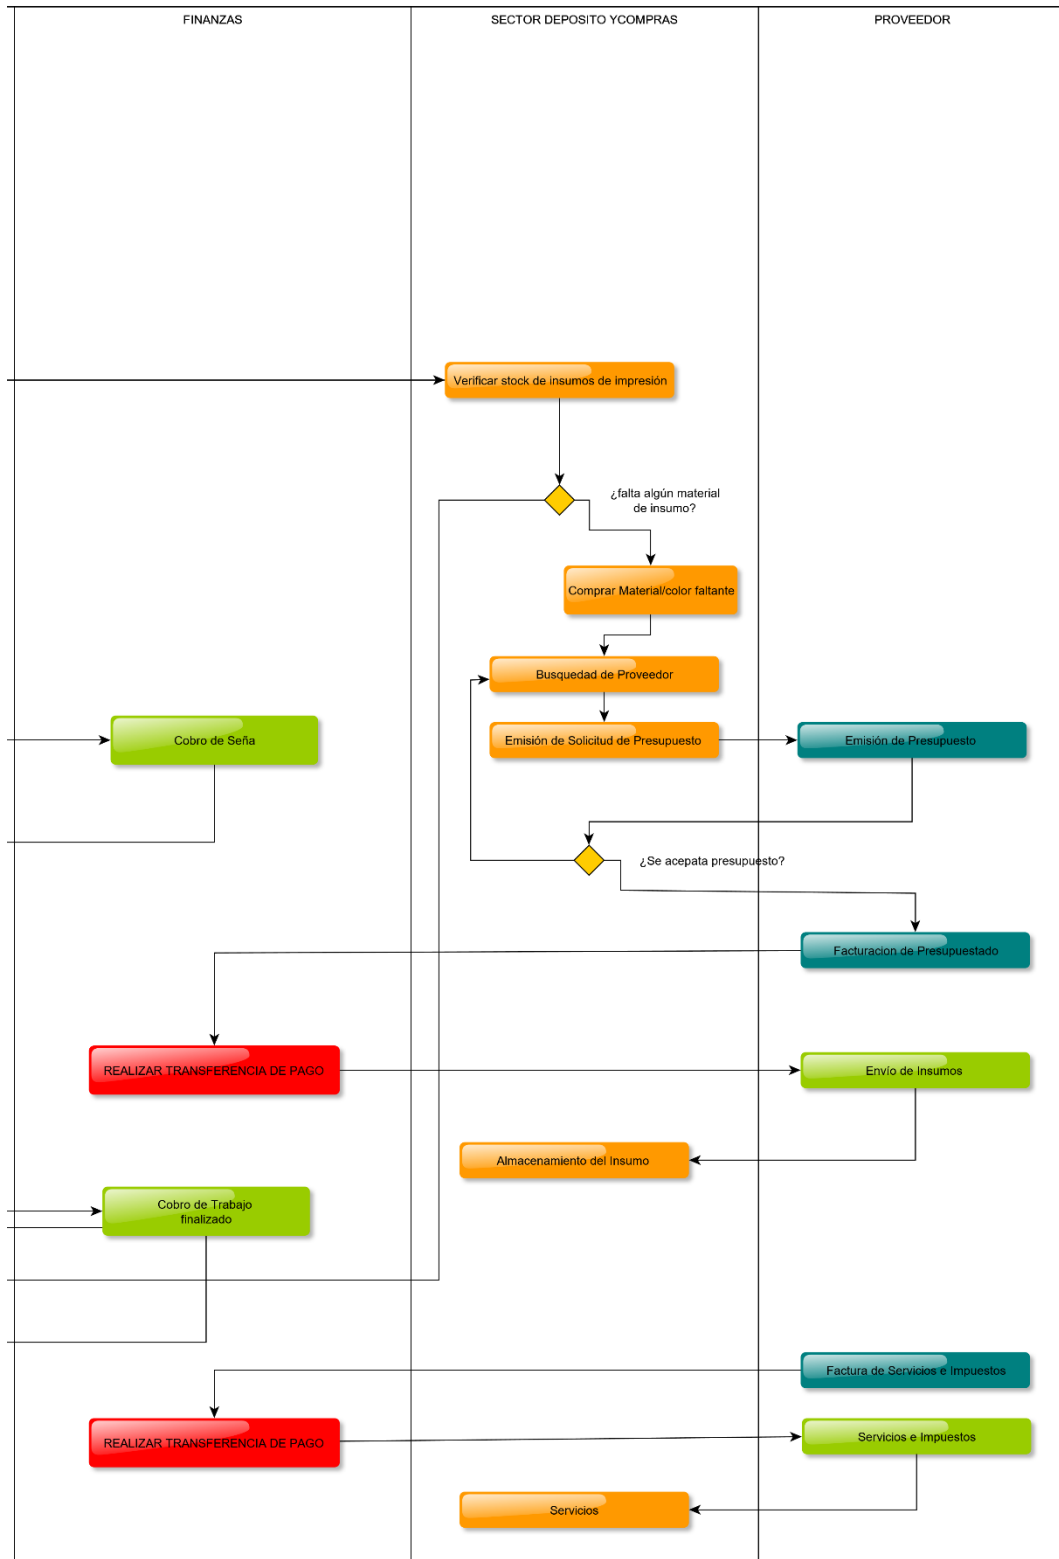 FINANZAS
SECTOR DEPOSITO YCOMPRAS
PROVEEDOR
Verificar stock de insumos de impresión
¿falta algún material
de insumo?
Comprar Material/color faltante
Busquedad de Proveedor
Cobro de Seña
Emisión de Solicitud de Presupuesto
Emisión de Presupuesto
¿Se acepata presupuesto?
Facturacion de Presupuestado
REALIZAR TRANSFERENCIA DE PAGO
Envío de Insumos
Almacenamiento del Insumo
Cobro de Trabajo
finalizado
Factura de Servicios e Impuestos
REALIZAR TRANSFERENCIA DE PAGO
Servicios e Impuestos
Servicios